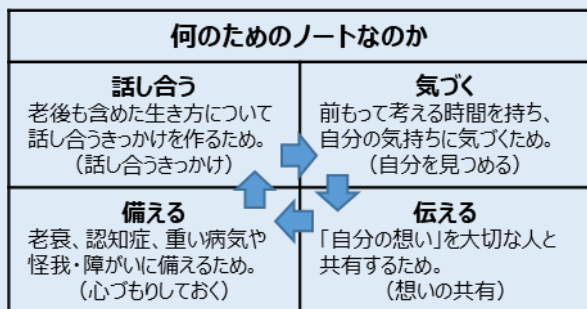 何のためのノートなのか
話し合う
老後も含めた生き方について
話し合うきっかけを作るため。
（話し合うきっかけ）
気づく
前もって考える時間を持ち、
自分の気持ちに気づくため。
（自分を見つめる）
備える
老衰、認知症、重い病気や
怪我・障がいに備えるため。
（心づもりしておく）
伝える
「自分の想い」を大切な人と
共有するため。
（想いの共有）